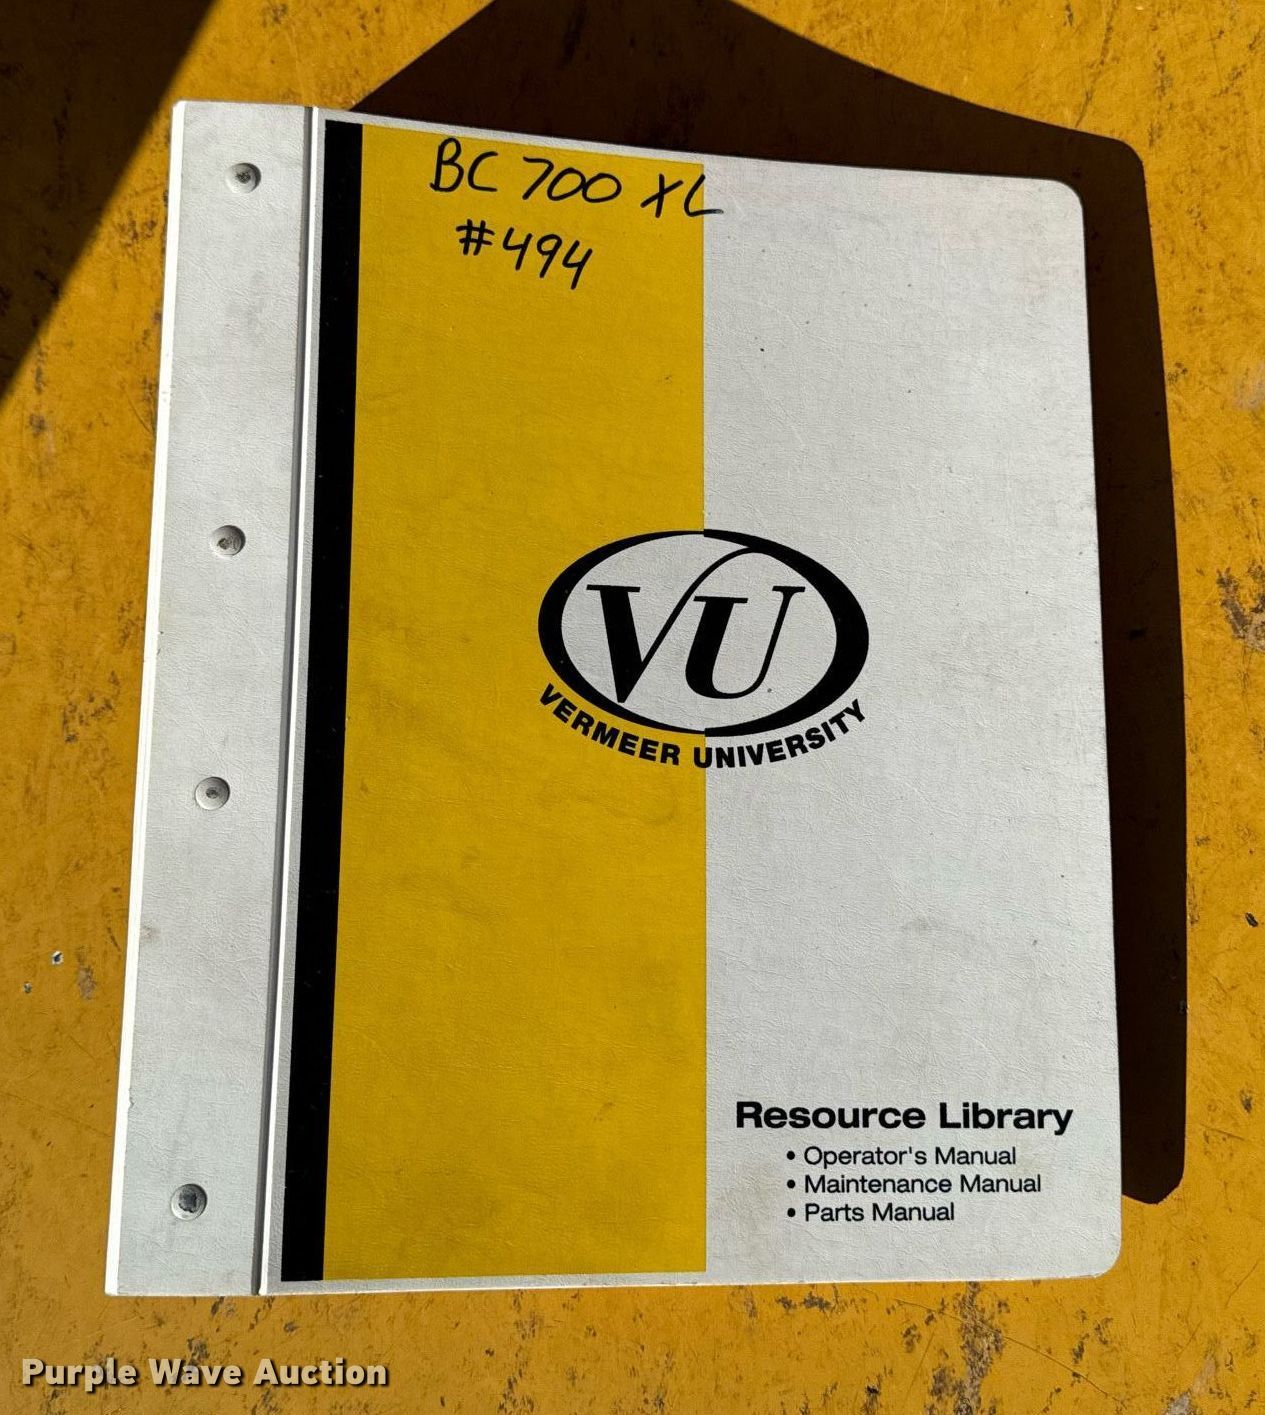 BC 700 XL
#494
VU
VERMEER UNIVERSITY
Resource Library
• Operator's Manual
• Maintenance Manual
• Parts Manual
Purple Wave Auction